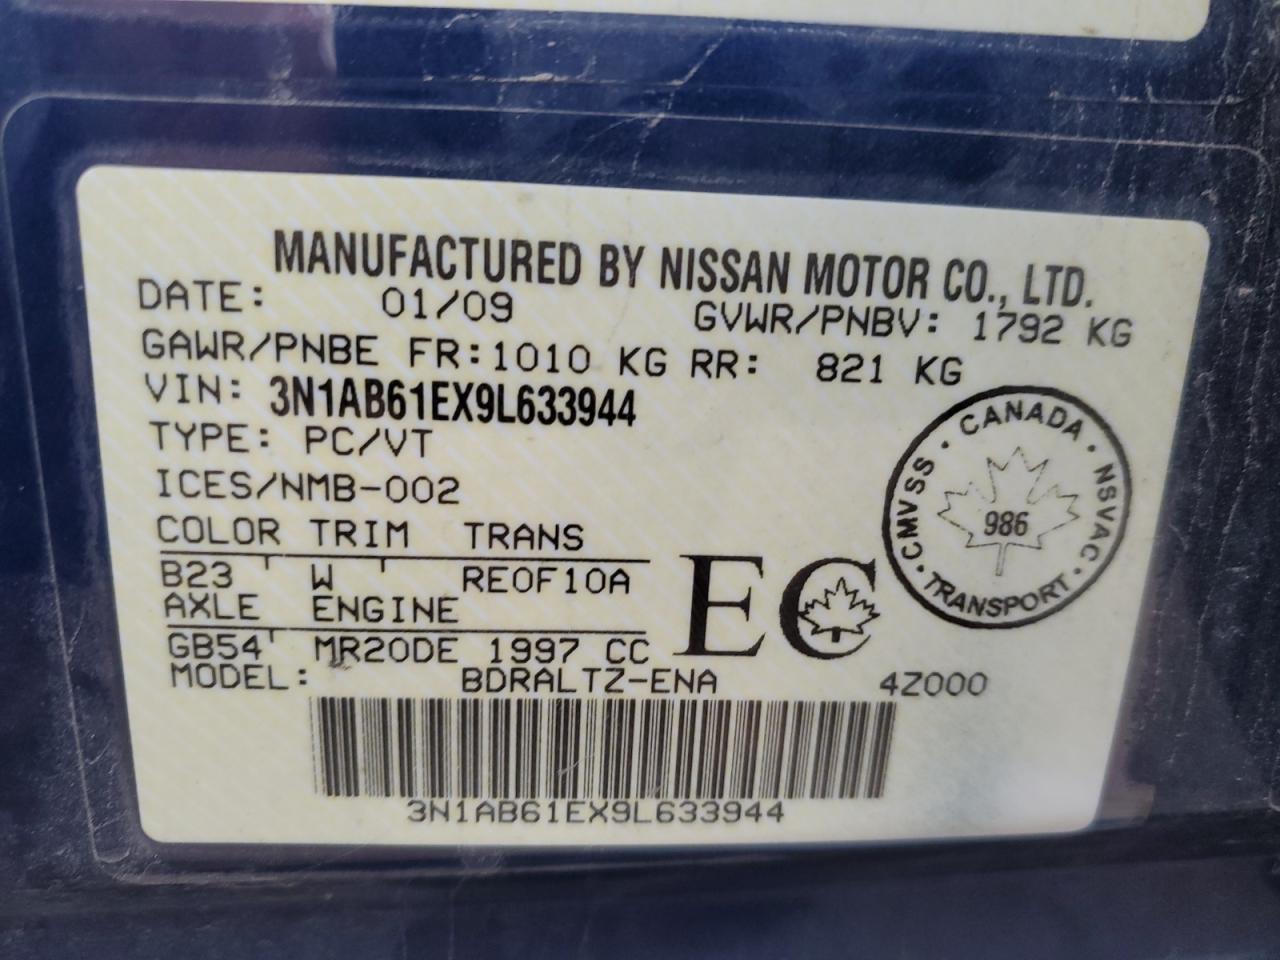 MANUFACTURED BY NISSAN MOTOR CO., LTD.
DATE: 01/09 GVWR/PNBV: 1792 KG
GAWR/PNBE FR:1010 KG RR: 821 KG
VIN: 3N1AB61EX9L633944
TYPE: PC/VT
ICES/NMB-002
COLOR TRIM TRANS
B23 W RE0F10A
AXLE ENGINE
GB54 MR20DE 1997 CC
MODEL: BDRALTZ-ENA 4Z000
3N1AB61EX9L633944
EC
· CANADA · NSVAC · TRANSPORT · CMVSS
986